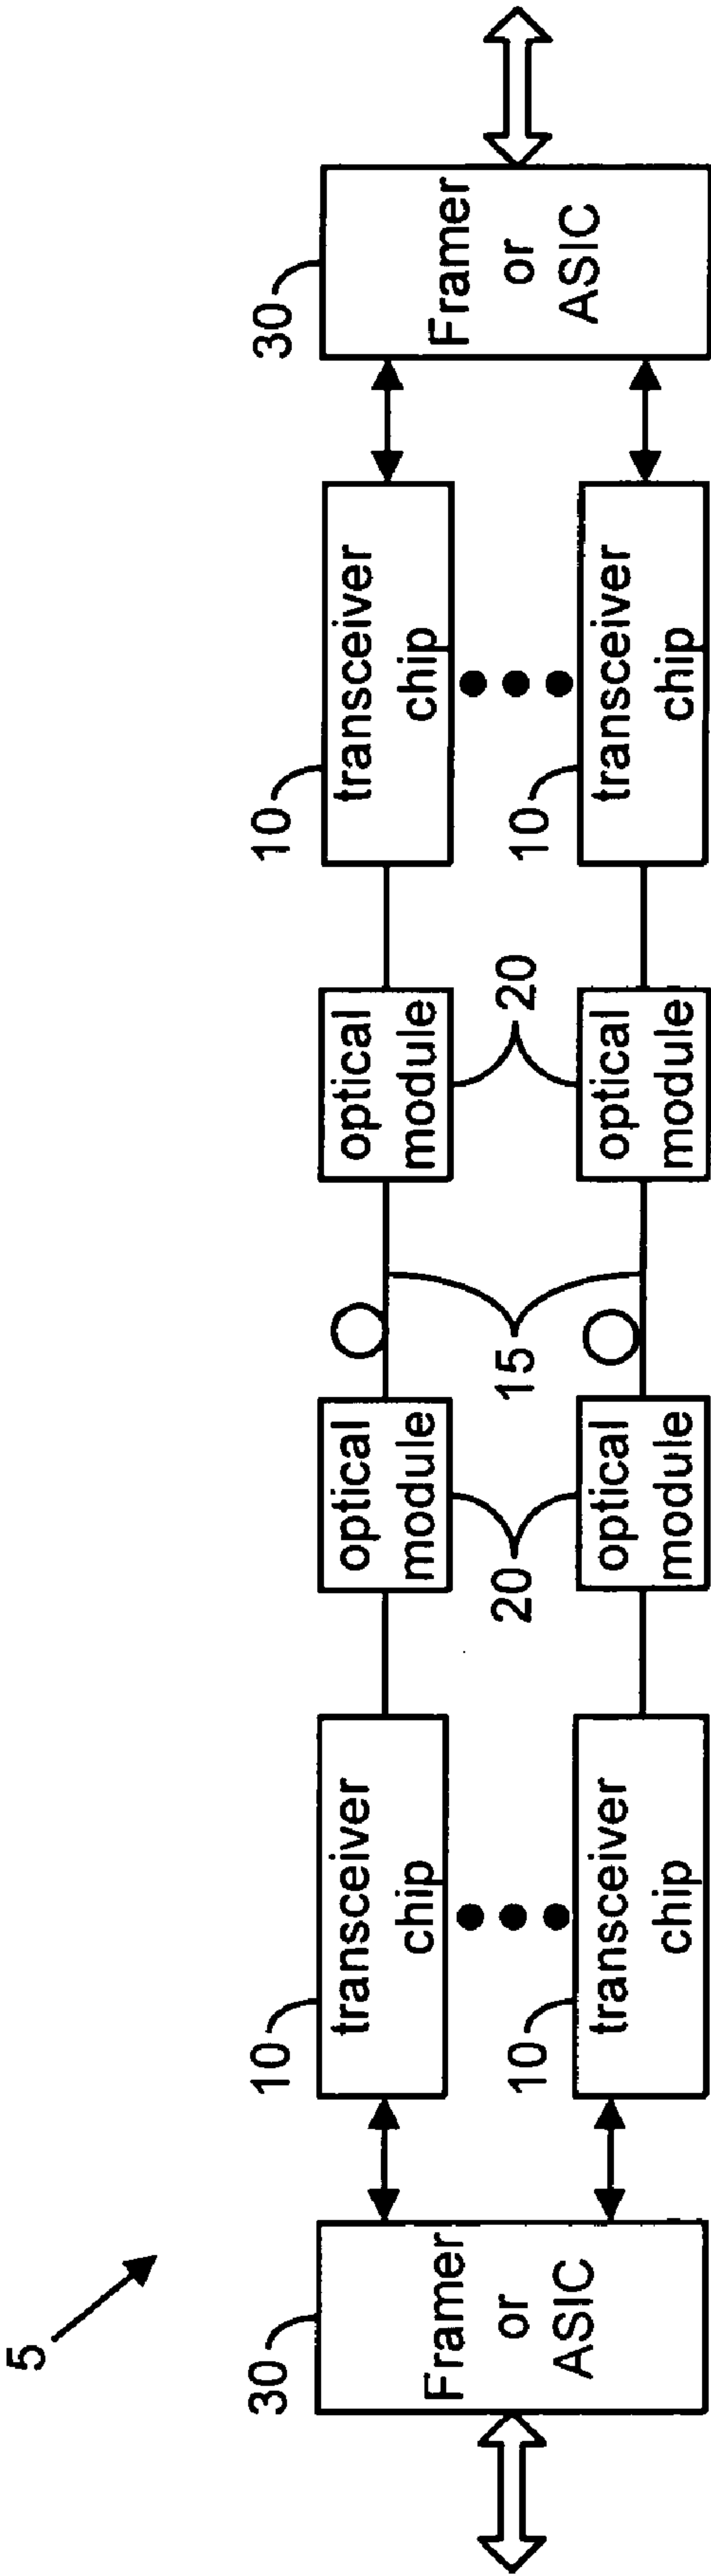 5
30
Framer
or
ASIC
10
transceiver
chip
10
transceiver
chip
optical
module
20
optical
module
15
optical
module
20
optical
module
10
transceiver
chip
10
transceiver
chip
30
Framer
or
ASIC